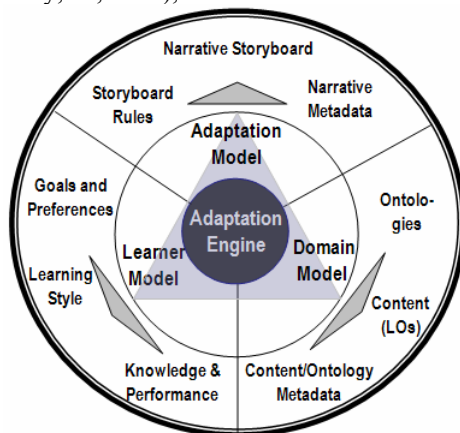 Narrative Storyboard
Storyboard
Rules
Narrative
Metadata
Adaptation
Model
Goals and
Preferences
Adaptation
Engine
Ontolo-
gies
Learner
Model
Domain
Model
Learning
Style
Content
(LOs)
Knowledge &
Performance
Content/Ontology
Metadata